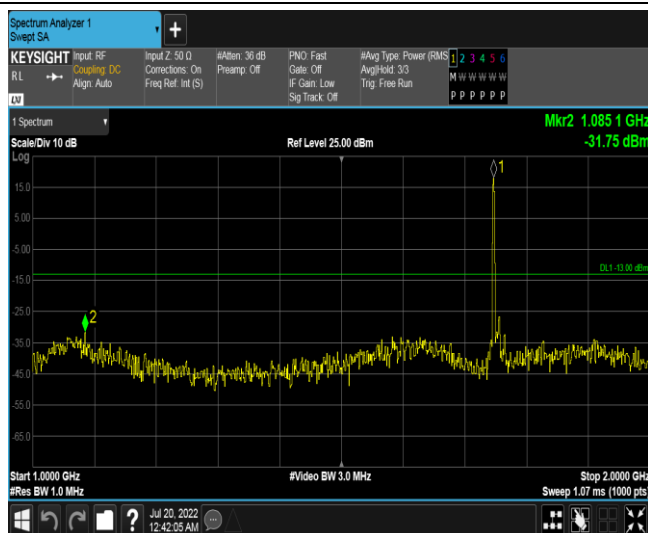 Spectrum Analyzer 1
Swept SA
+
KEYSIGHT
RL
LXI
Input: RF
Coupling: DC
Align: Auto
Input Z: 50 Ω
Corrections: On
Freq Ref: Int (S)
#Atten: 36 dB
Preamp: Off
PNO: Fast
Gate: Off
IF Gain: Low
Sig Track: Off
#Avg Type: Power (RMS
Avg|Hold: 3/3
Trig: Free Run
1 2 3 4 5 6
M W W W W W
P P P P P P
1 Spectrum
Mkr2 1.085 1 GHz
-31.75 dBm
Scale/Div 10 dB
Ref Level 25.00 dBm
Log
1
15.0
5.00
-5.00
DL1 -13.00 dBm
-15.0
-25.0
2
-35.0
-45.0
-55.0
-65.0
Start 1.0000 GHz
#Video BW 3.0 MHz
Stop 2.0000 GHz
#Res BW 1.0 MHz
Sweep 1.07 ms (1000 pts)
?
Jul 20, 2022
12:42:05 AM